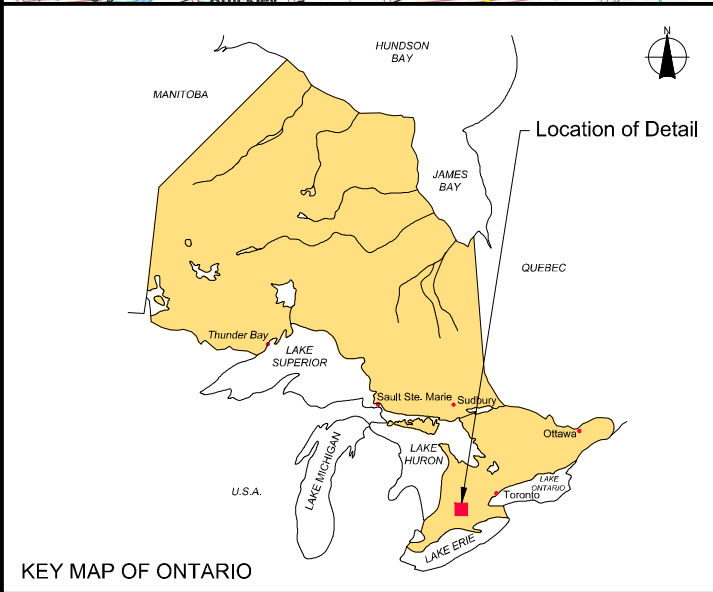 HUNDSON
BAY
N
MANITOBA
Location of Detail
JAMES
BAY
QUEBEC
Thunder Bay
LAKE
SUPERIOR
Sault Ste. Marie
Sudbury
Ottawa
LAKE
HURON
LAKE MICHIGAN
LAKE
ONTARIO
U.S.A.
Toronto
LAKE ERIE
KEY MAP OF ONTARIO